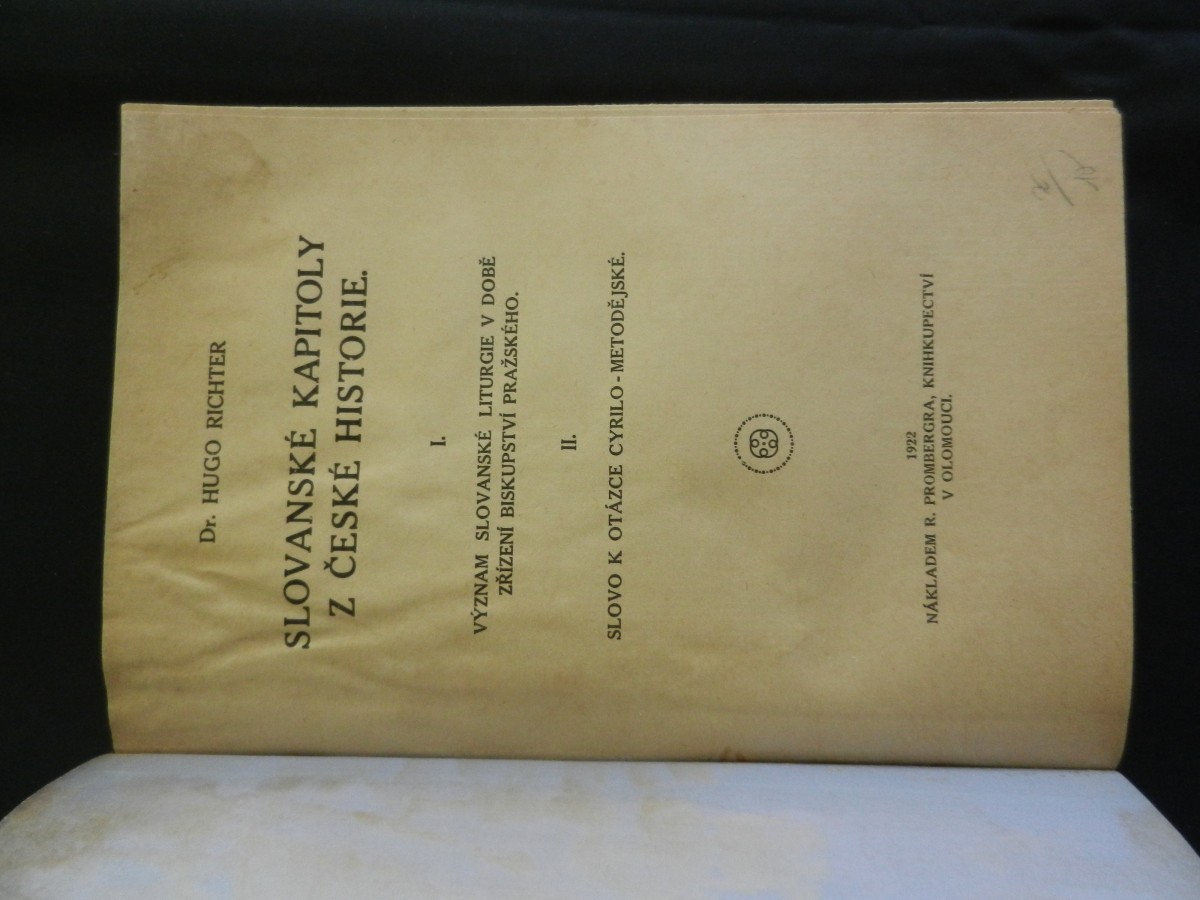 Dr. HUGO RICHTER
SLOVANSKÉ KAPITOLY
Z ČESKÉ HISTORIE.
I.
VÝZNAM SLOVANSKÉ LITURGIE V DOBĚ
ZŘÍZENÍ BISKUPSTVÍ PRAŽSKÉHO.
II.
SLOVO K OTÁZCE CYRILO-METODĚJSKÉ.
1922
NÁKLADEM R. PROMBERGRA, KNIHKUPECTVÍ
V OLOMOUCI.